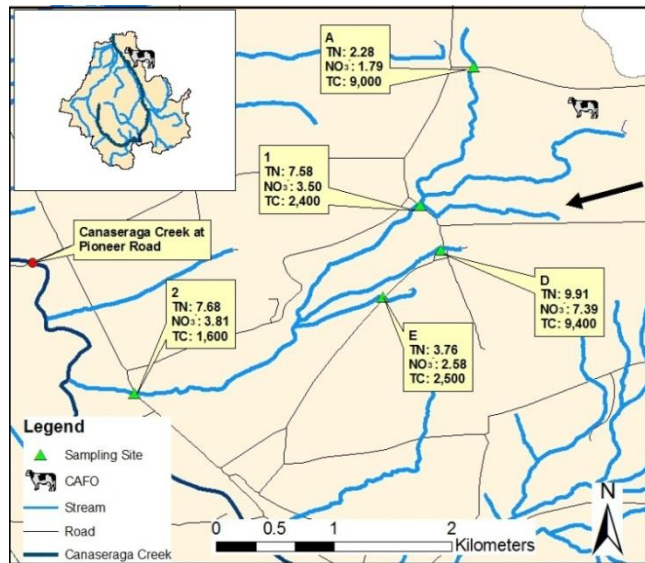 A
TN: 2.28
NO₃⁻: 1.79
TC: 9,000
1
TN: 7.58
NO₃⁻: 3.50
TC: 2,400
Canaseraga Creek at
Pioneer Road
2
TN: 7.68
NO₃⁻: 3.81
TC: 1,600
D
TN: 9.91
NO₃⁻: 7.39
TC: 9,400
E
TN: 3.76
NO₃⁻: 2.58
TC: 2,500
Legend
Sampling Site
CAFO
Stream
Road
Canaseraga Creek
0 0.5 1 2
Kilometers
N